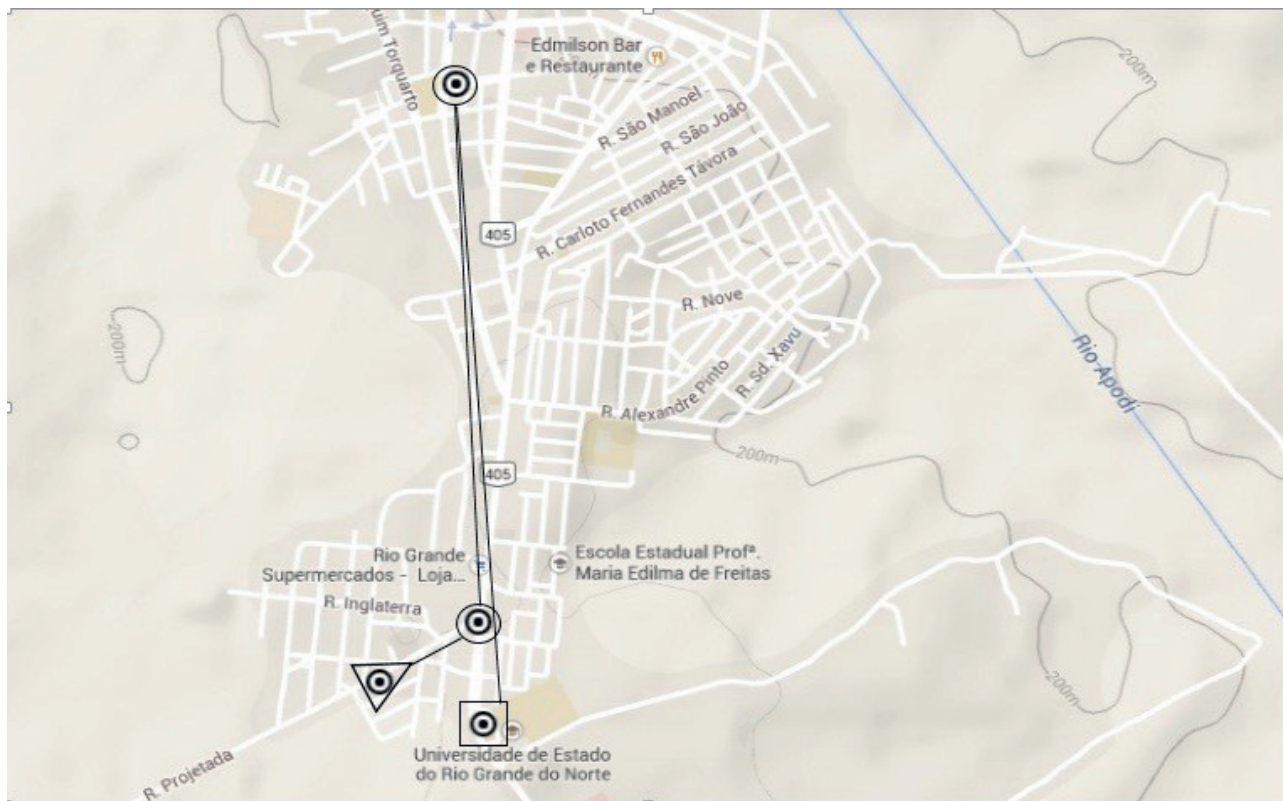 uim Torquarto
Edmilson Bar
e Restaurante
200m
R. São Manoel
R. São João
R. Carloto Fernandes Távora
405
R. Nove
200m
Rio Apodi
R. Sd. Xavu
R. Alexandre Pinto
200m
405
Rio Grande
Supermercados - Loja...
Escola Estadual Profª.
Maria Edilma de Freitas
R. Inglaterra
200m
Universidade de Estado
do Rio Grande do Norte
R. Projetada